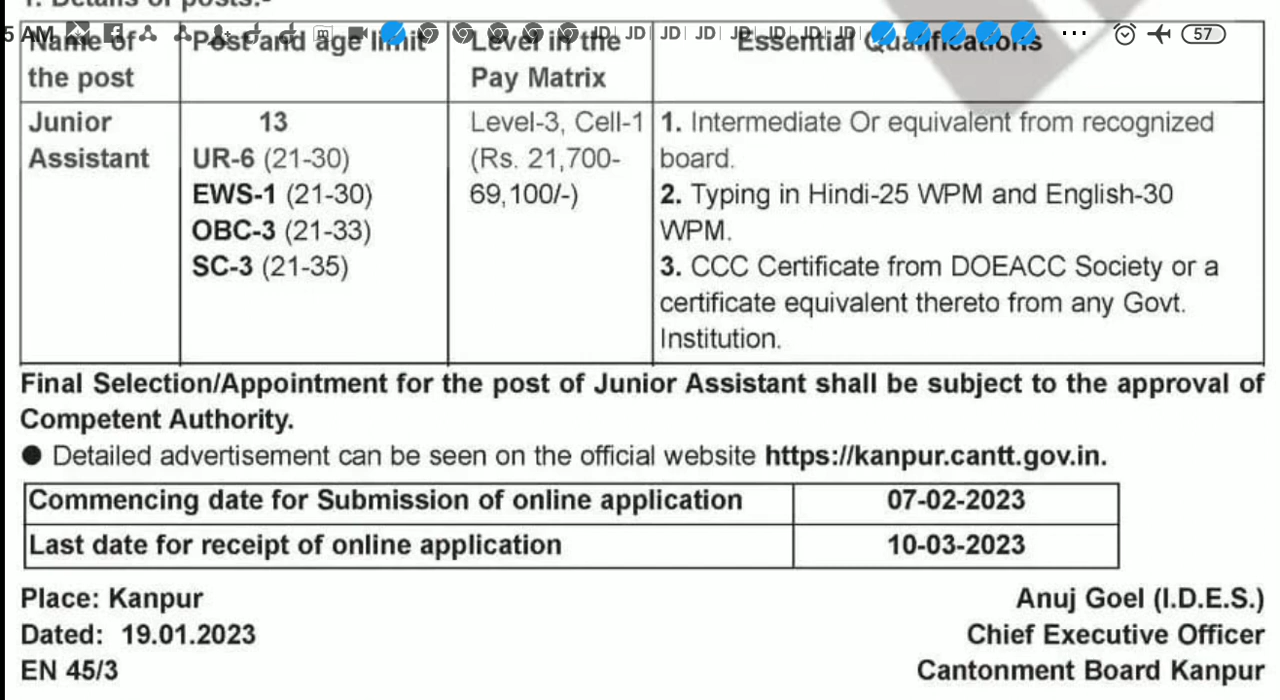 1. Details of posts:-
5 AM
57
Name of Post and age limit Level in the Essential Qualifications
the post Pay Matrix
Junior 13 Level-3, Cell-1 1. Intermediate Or equivalent from recognized
Assistant UR-6 (21-30) (Rs. 21,700- board.
EWS-1 (21-30) 69,100/-) 2. Typing in Hindi-25 WPM and English-30
OBC-3 (21-33) WPM.
SC-3 (21-35) 3. CCC Certificate from DOEACC Society or a
certificate equivalent thereto from any Govt.
Institution.
Final Selection/Appointment for the post of Junior Assistant shall be subject to the approval of
Competent Authority.
● Detailed advertisement can be seen on the official website https://kanpur.cantt.gov.in.
Commencing date for Submission of online application 07-02-2023
Last date for receipt of online application 10-03-2023
Place: Kanpur Anuj Goel (I.D.E.S.)
Dated: 19.01.2023 Chief Executive Officer
EN 45/3 Cantonment Board Kanpur